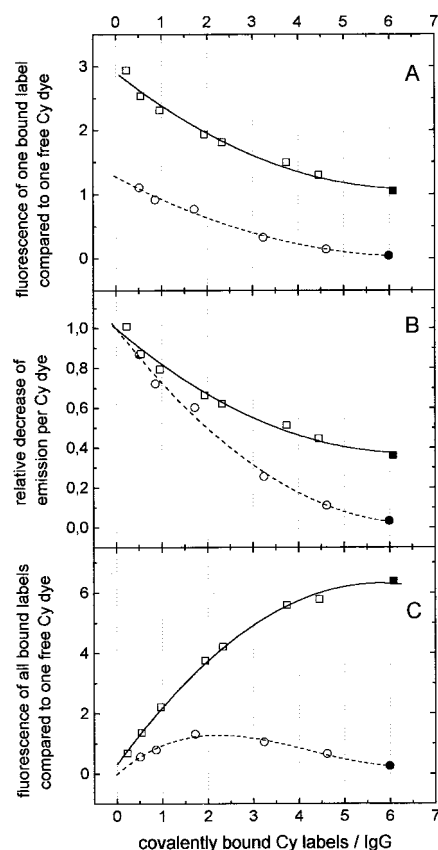 0 1 2 3 4 5 6 7
A
3
2
1
0
fluorescence of one bound label
compared to one free Cy dye
B
1,0
0,8
0,6
0,4
0,2
0,0
relative decrease of
emission per Cy dye
C
6
4
2
0
fluorescence of all bound labels
compared to one free Cy dye
0 1 2 3 4 5 6 7
covalently bound Cy labels / IgG